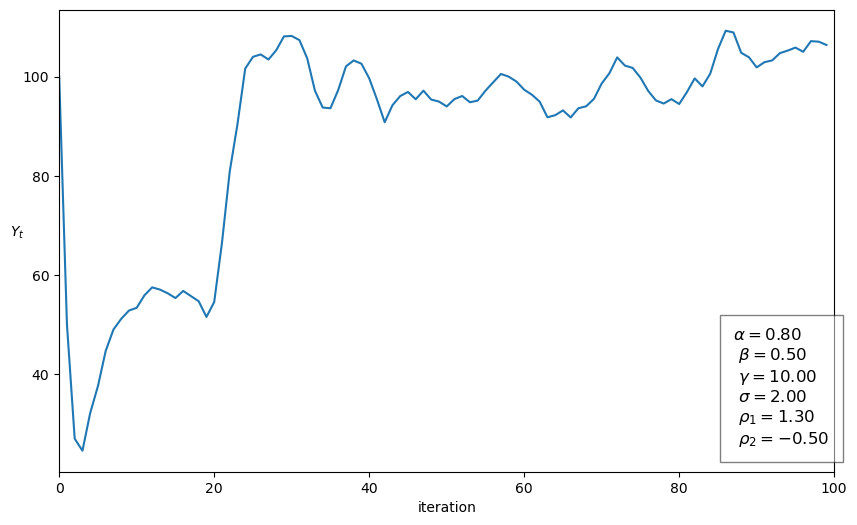 100
80
60
40
Y_t
α = 0.80
β = 0.50
γ = 10.00
σ = 2.00
ρ₁ = 1.30
ρ₂ = −0.50
0 20 40 60 80 100
iteration